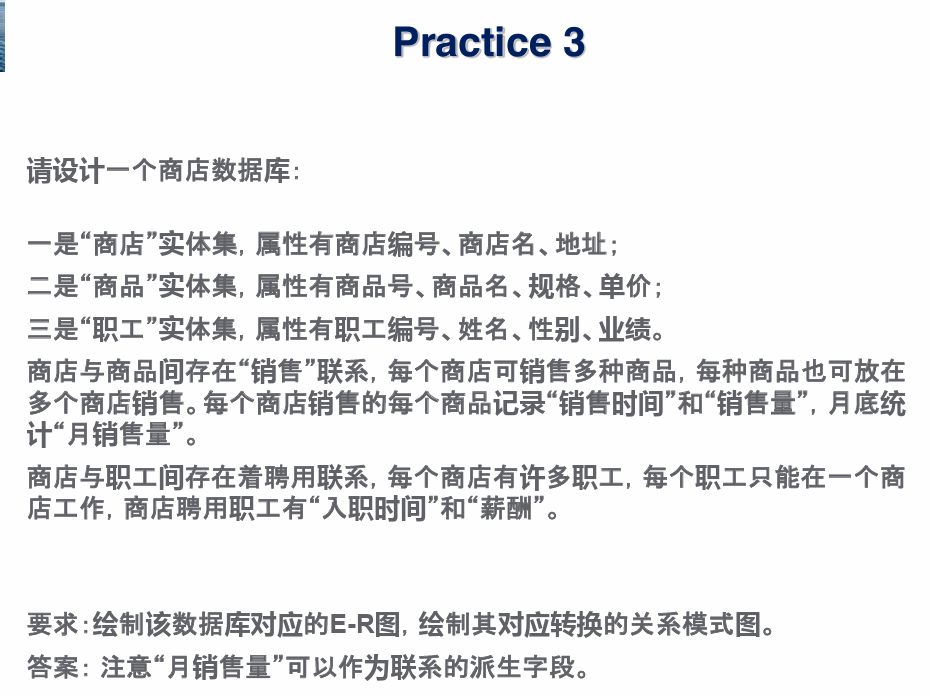 Practice 3
请设计一个商店数据库：
一是“商店”实体集，属性有商店编号、商店名、地址；
二是“商品”实体集，属性有商品号、商品名、规格、单价；
三是“职工”实体集，属性有职工编号、姓名、性别、业绩。
商店与商品间存在“销售”联系，每个商店可销售多种商品，每种商品也可放在
多个商店销售。每个商店销售的每个商品记录“销售时间”和“销售量”，月底统
计“月销售量”。
商店与职工间存在着聘用联系，每个商店有许多职工，每个职工只能在一个商
店工作，商店聘用职工有“入职时间”和“薪酬”。
要求：绘制该数据库对应的E-R图，绘制其对应转换的关系模式图。
答案： 注意“月销售量”可以作为联系的派生字段。